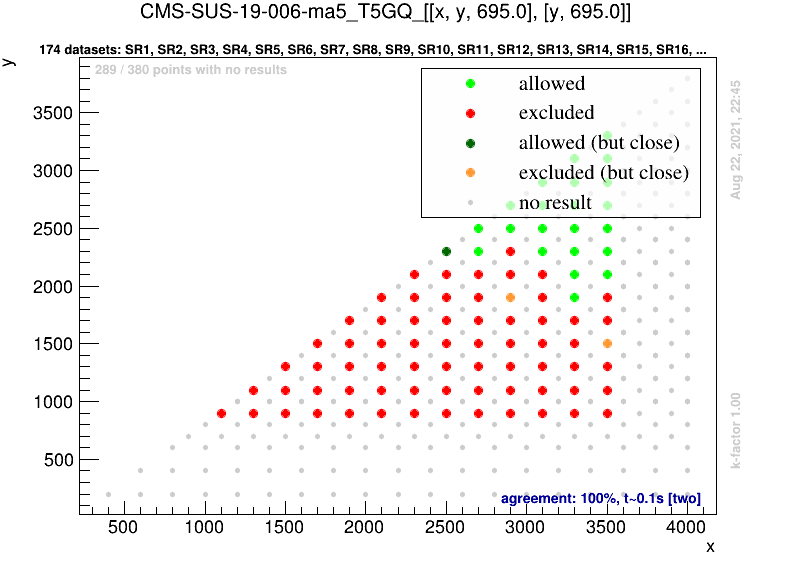 CMS-SUS-19-006-ma5_T5GQ_[[x, y, 695.0], [y, 695.0]]
174 datasets: SR1, SR2, SR3, SR4, SR5, SR6, SR7, SR8, SR9, SR10, SR11, SR12, SR13, SR14, SR15, SR16, ...
y
289 / 380 points with no results
allowed
excluded
allowed (but close)
excluded (but close)
no result
Aug 22, 2021, 22:45
k-factor 1.00
3500
3000
2500
2000
1500
1000
500
agreement: 100%, t~0.1s [two]
500 1000 1500 2000 2500 3000 3500 4000
x